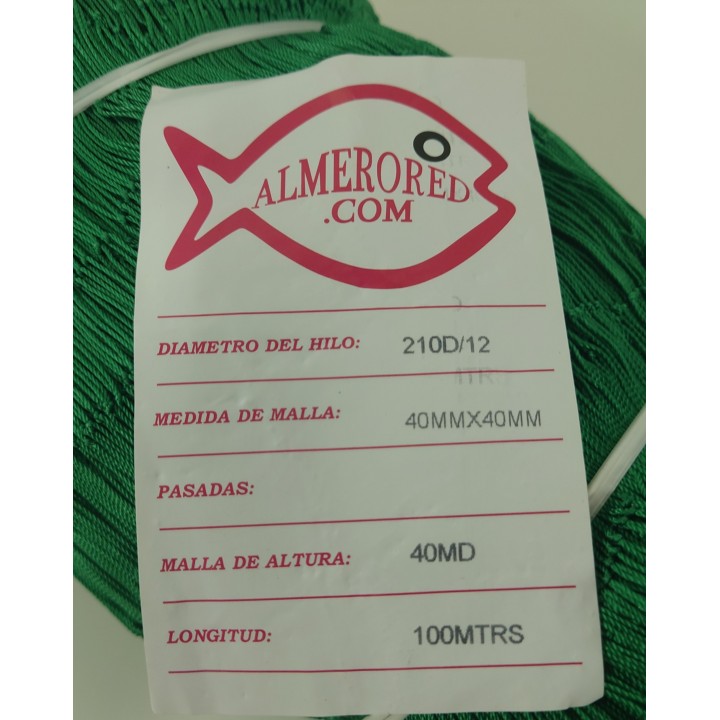 ALMERORED
.COM
DIAMETRO DEL HILO: 210D/12
MEDIDA DE MALLA: 40MMX40MM
PASADAS:
MALLA DE ALTURA: 40MD
LONGITUD: 100MTRS